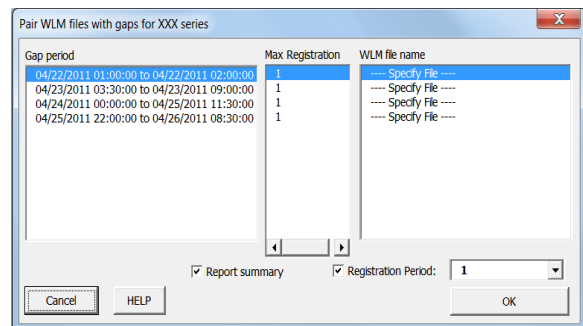 Pair WLM files with gaps for XXX series
Gap period Max Registration WLM file name
04/22/2011 01:00:00 to 04/22/2011 02:00:00 1 ---- Specify File ----
04/23/2011 03:30:00 to 04/23/2011 09:00:00 1 ---- Specify File ----
04/24/2011 00:00:00 to 04/25/2011 11:30:00 1 ---- Specify File ----
04/25/2011 22:00:00 to 04/26/2011 08:30:00 1 ---- Specify File ----
Report summary Registration Period: 1
Cancel HELP OK